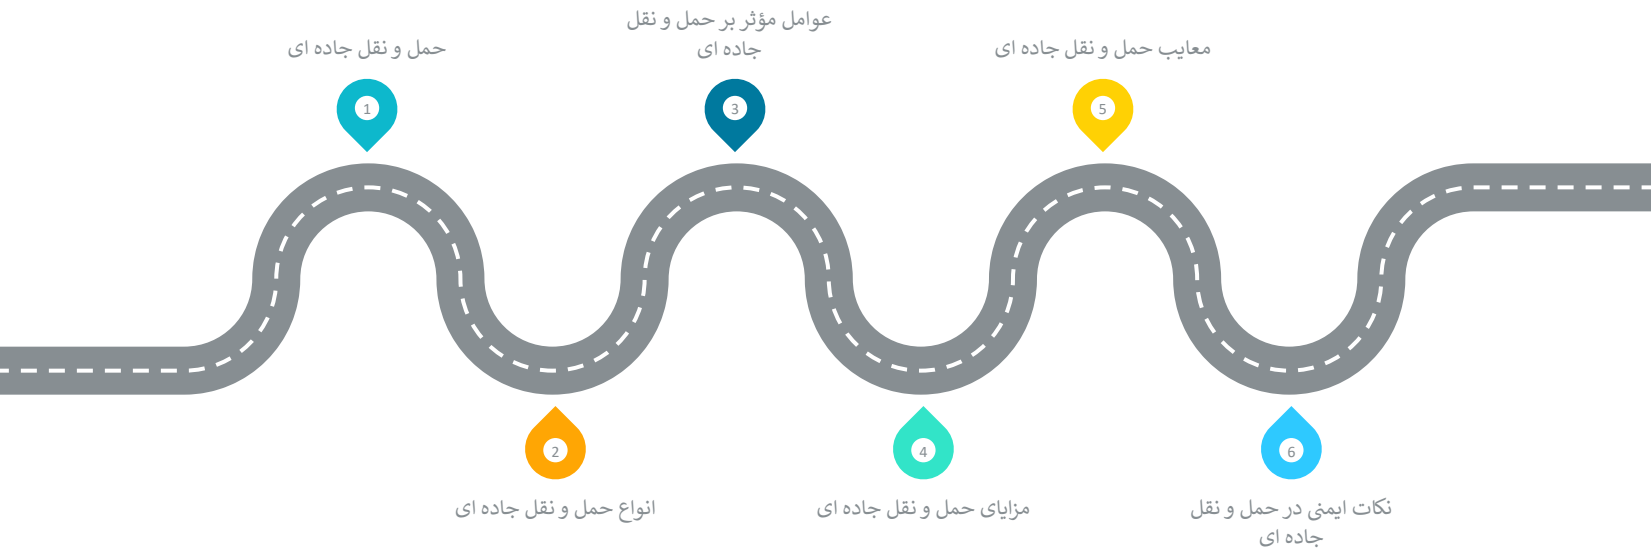 حمل و نقل جاده ای
1
انواع حمل و نقل جاده ای
2
عوامل مؤثر بر حمل و نقل
جاده ای
3
مزایای حمل و نقل جاده ای
4
معایب حمل و نقل جاده ای
5
نکات ایمنی در حمل و نقل
جاده ای
6